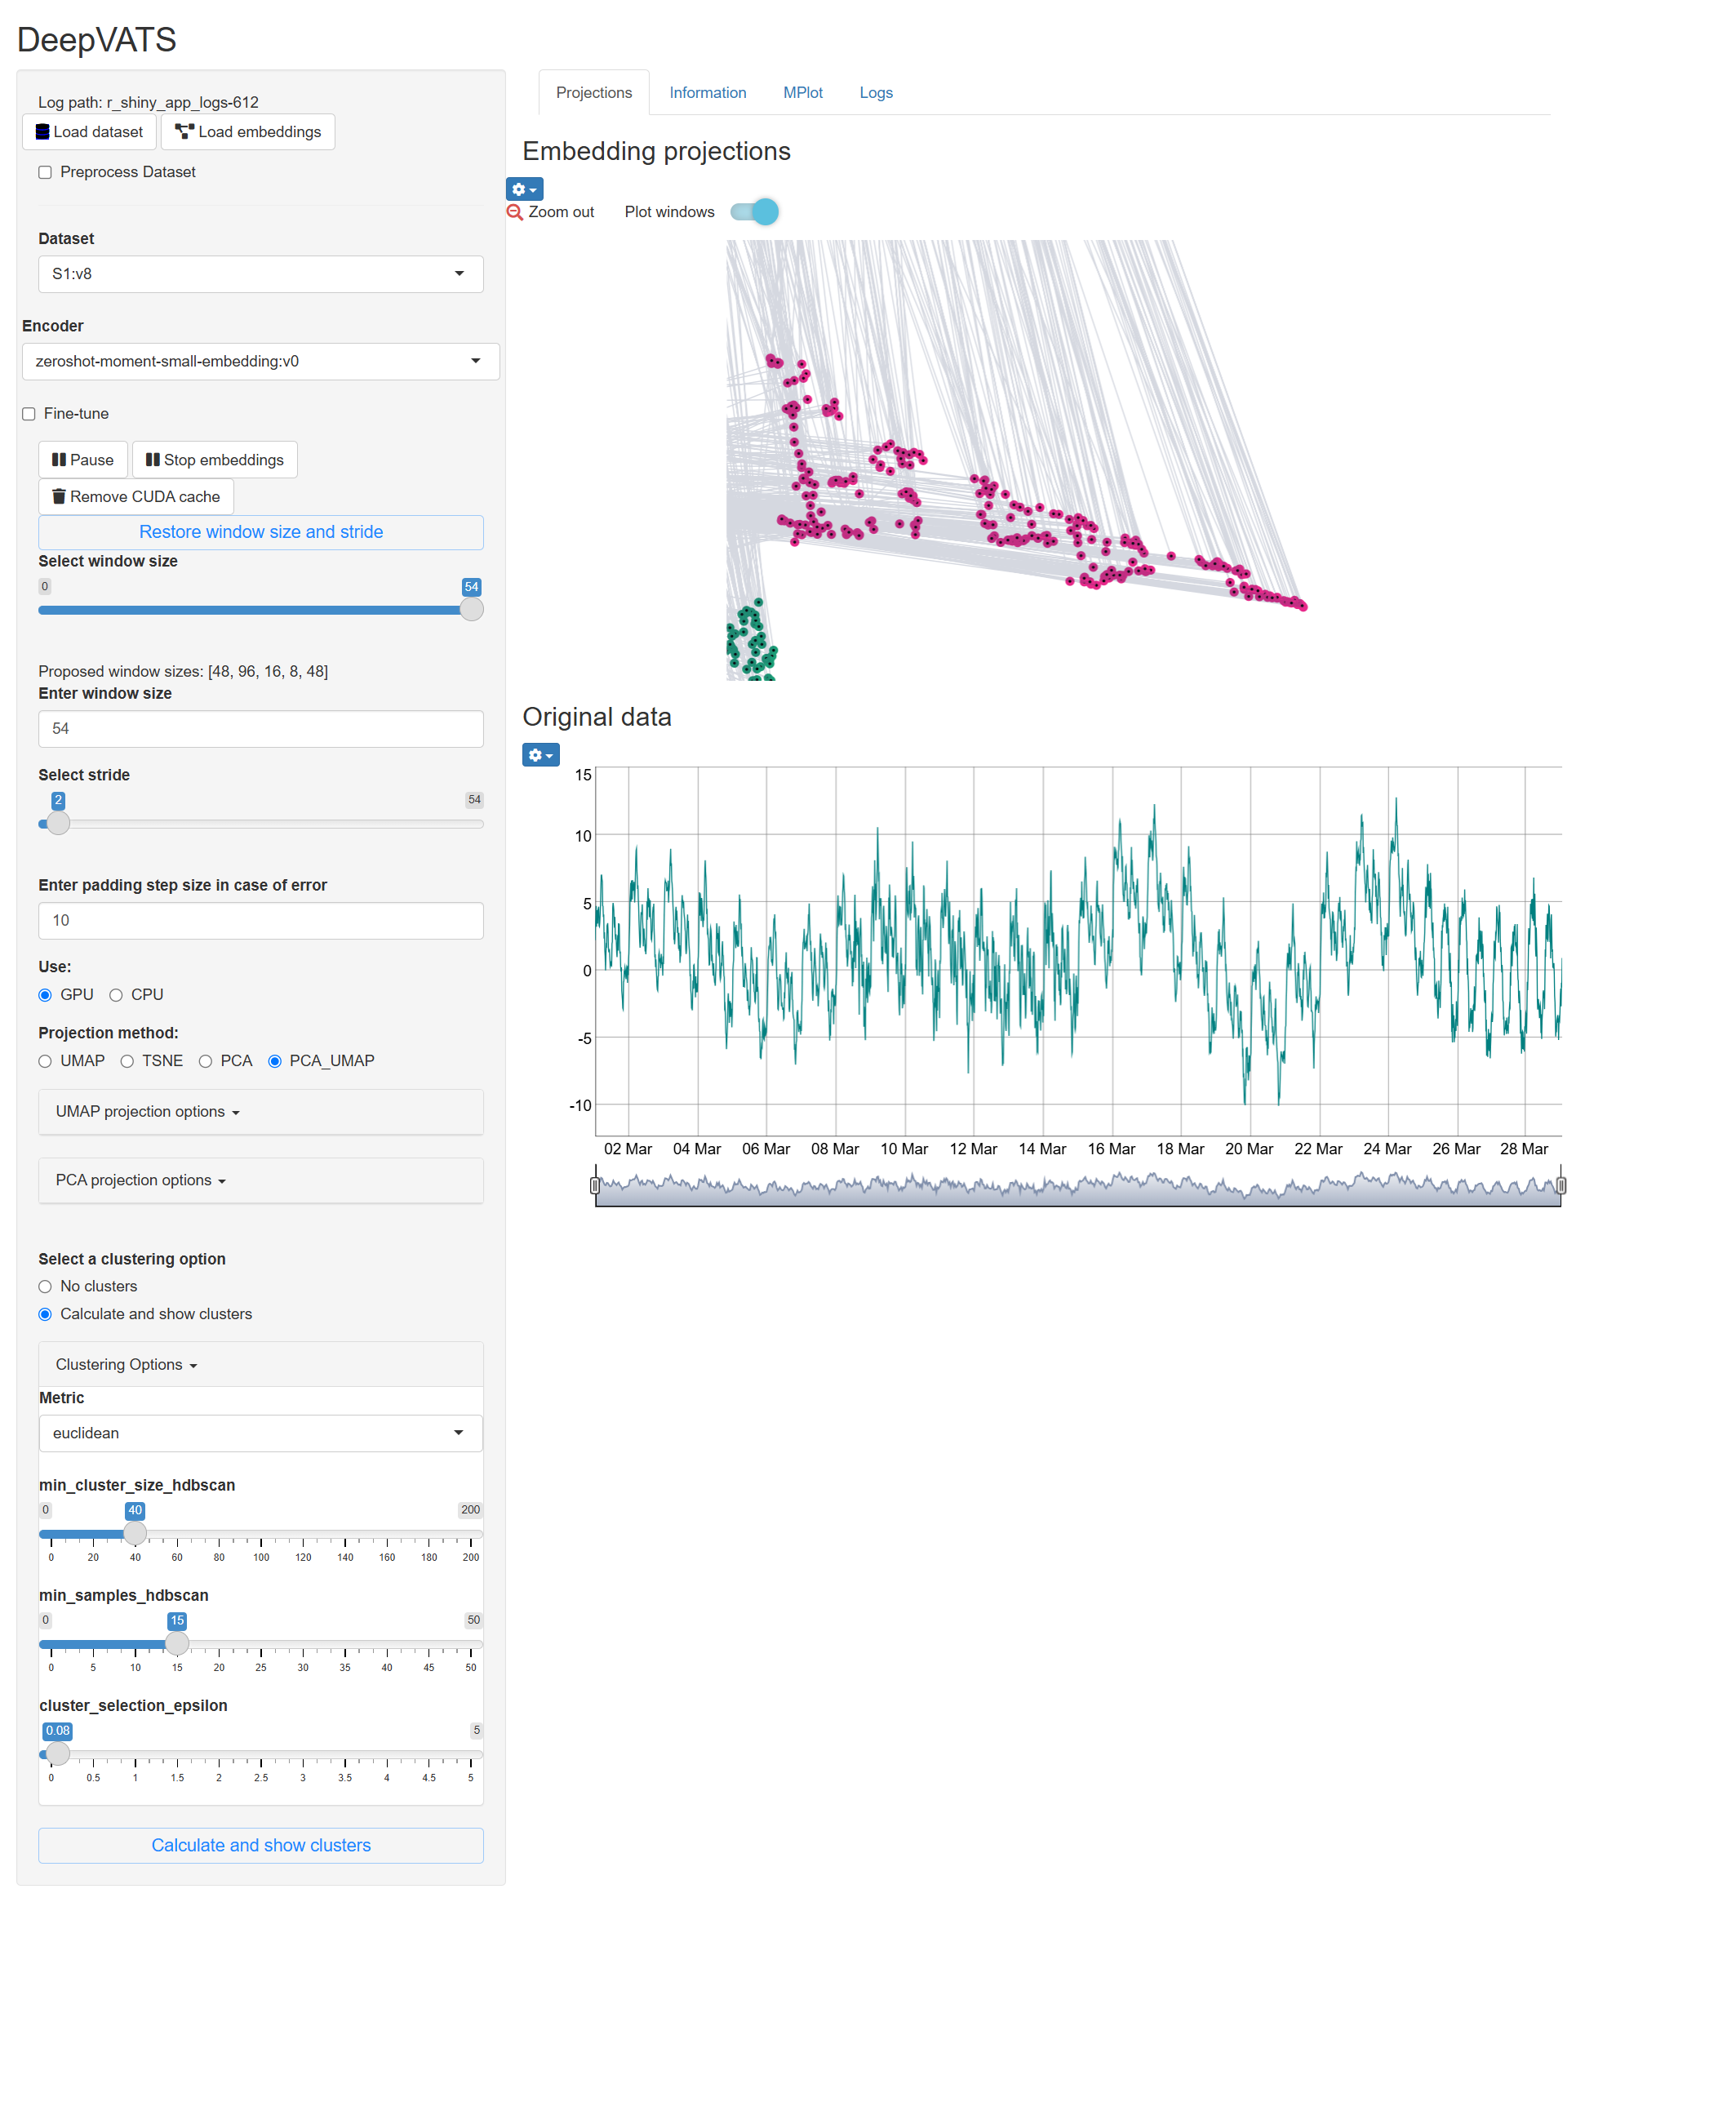 DeepVATS
Log path: r_shiny_app_logs-612
Load dataset Load embeddings
Preprocess Dataset
Dataset
S1:v8
Encoder
zeroshot-moment-small-embedding:v0
Fine-tune
Pause Stop embeddings
Remove CUDA cache
Restore window size and stride
Select window size
0 54
Proposed window sizes: [48, 96, 16, 8, 48]
Enter window size
54
Select stride
2 54
Enter padding step size in case of error
10
Use:
GPU CPU
Projection method:
UMAP TSNE PCA PCA_UMAP
UMAP projection options
PCA projection options
Select a clustering option
No clusters
Calculate and show clusters
Clustering Options
Metric
euclidean
min_cluster_size_hdbscan
0 40 200
0 20 40 60 80 100 120 140 160 180 200
min_samples_hdbscan
0 15 50
0 5 10 15 20 25 30 35 40 45 50
cluster_selection_epsilon
0.08 5
0 0.5 1 1.5 2 2.5 3 3.5 4 4.5 5
Calculate and show clusters
Projections Information MPlot Logs
Embedding projections
Zoom out Plot windows
Original data
15
10
5
0
-5
-10
02 Mar 04 Mar 06 Mar 08 Mar 10 Mar 12 Mar 14 Mar 16 Mar 18 Mar 20 Mar 22 Mar 24 Mar 26 Mar 28 Mar